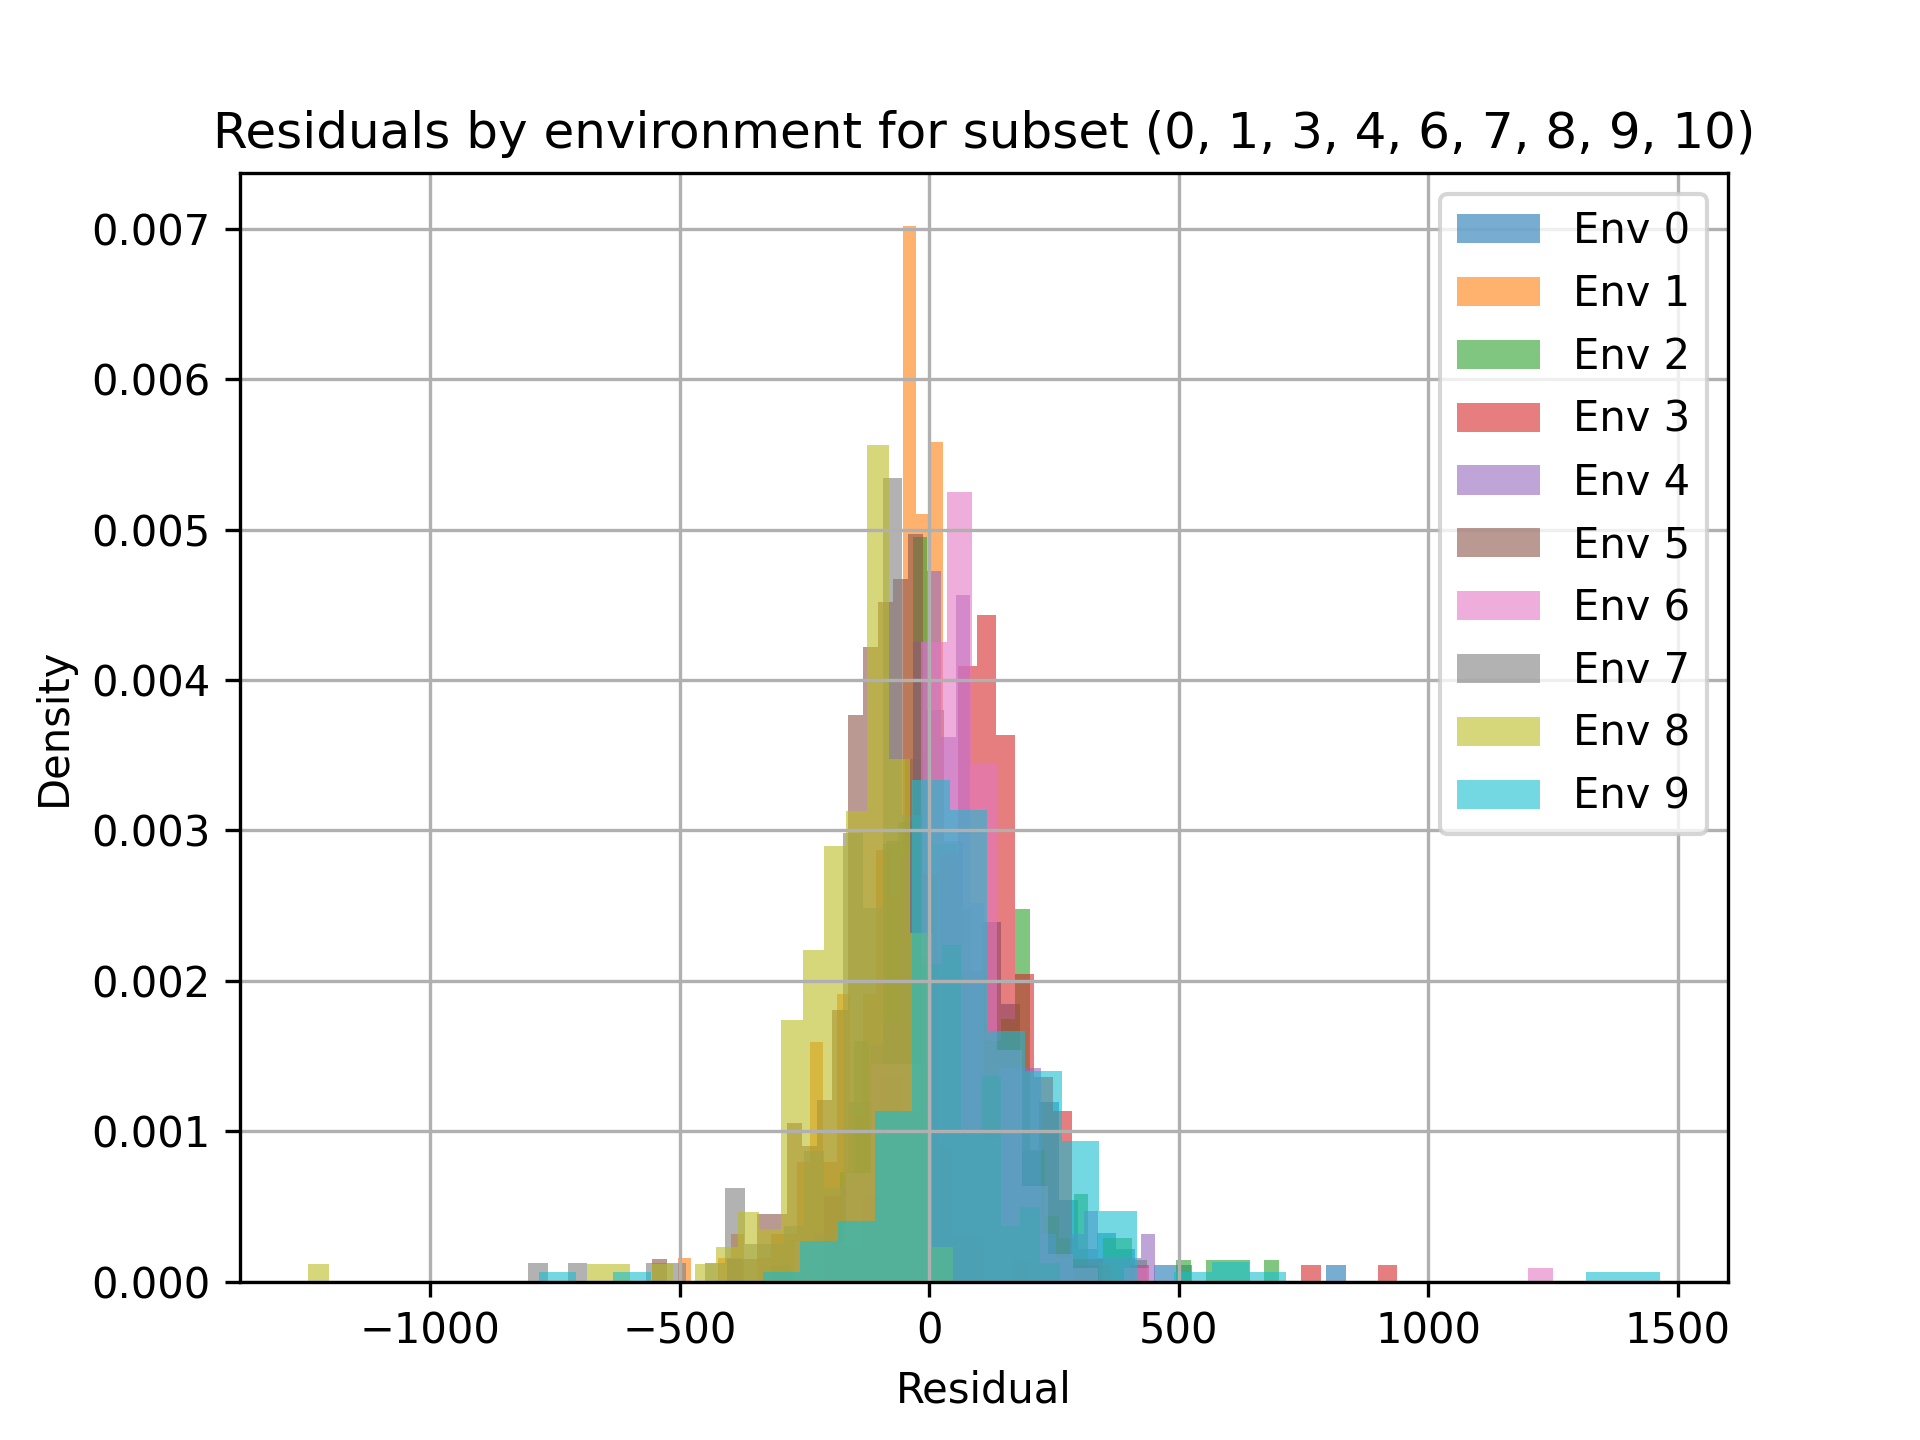 Residuals by environment for subset (0, 1, 3, 4, 6, 7, 8, 9, 10)
0.007
0.006
0.005
0.004
0.003
0.002
0.001
0.000
Density
Env 0
Env 1
Env 2
Env 3
Env 4
Env 5
Env 6
Env 7
Env 8
Env 9
−1000
−500
0
500
1000
1500
Residual